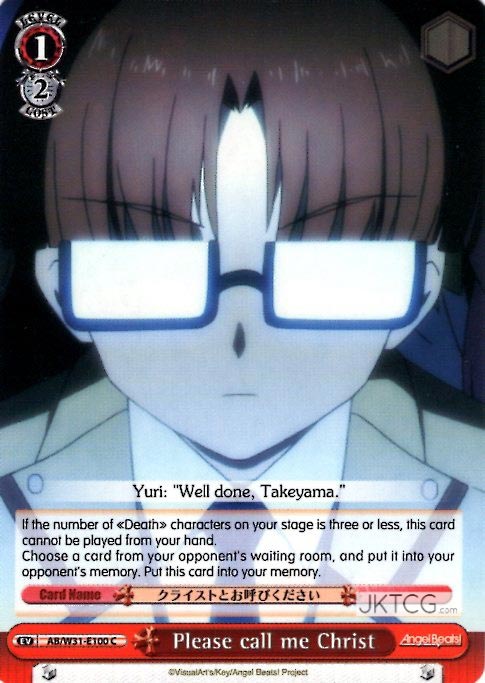 LEVEL
1
2
COST
Yuri: "Well done, Takeyama."
If the number of «Death» characters on your stage is three or less, this card
cannot be played from your hand.
Choose a card from your opponent's waiting room, and put it into your
opponent's memory. Put this card into your memory.
Card Name クライストとお呼びください
JKTCG.com
EV AB/W31-E100 C Please call me Christ Angel Beats!
©VisualArt's/Key/Angel Beats! Project